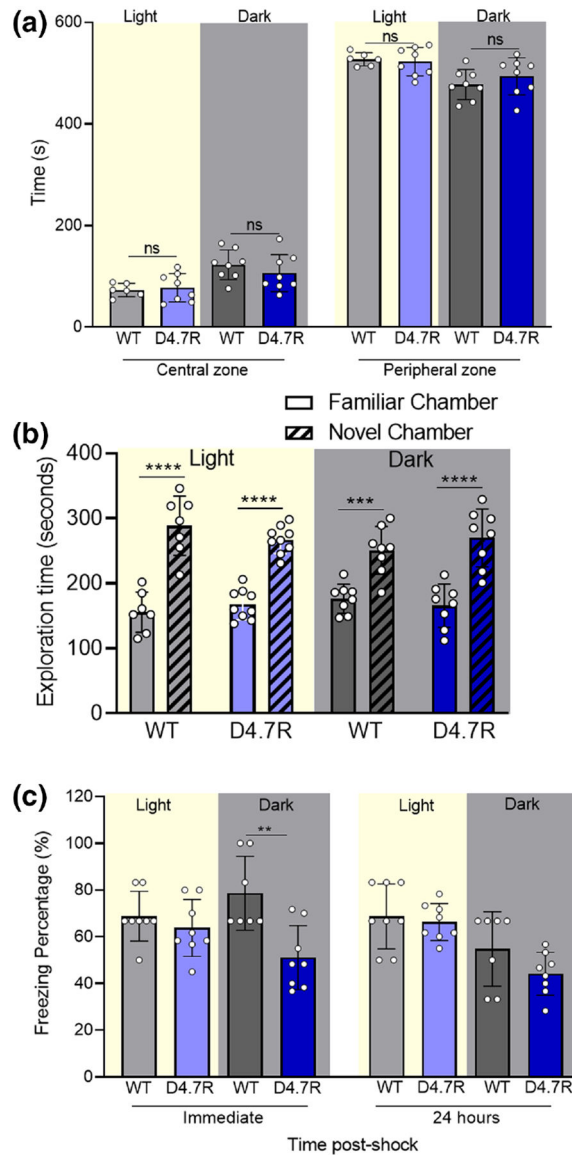 (a)
Light Dark Light Dark
600
400
200
0
Time (s)
ns ns ns ns
WT D4.7R WT D4.7R WT D4.7R WT D4.7R
Central zone Peripheral zone
Familiar Chamber
Novel Chamber
(b)
Light Dark
400
300
200
100
0
Exploration time (seconds)
**** **** *** ****
WT D4.7R WT D4.7R
(c)
Light Dark Light Dark
120
100
80
60
40
20
0
Freezing Percentage (%)
**
WT D4.7R WT D4.7R WT D4.7R WT D4.7R
Immediate 24 hours
Time post-shock